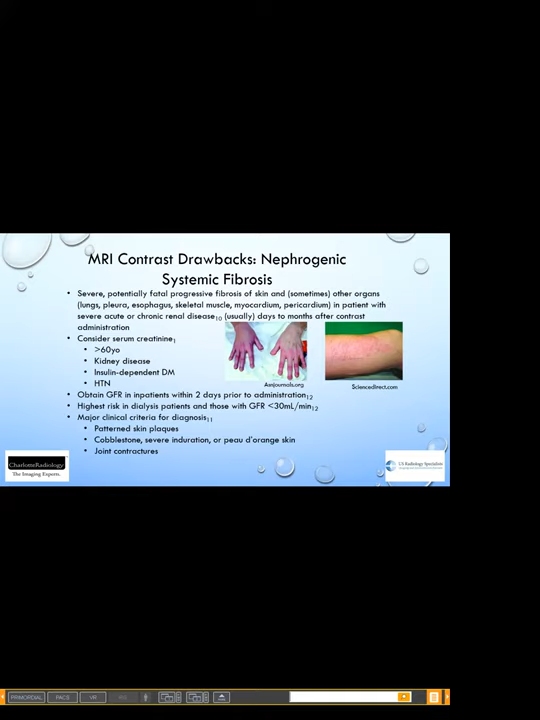 MRI Contrast Drawbacks: Nephrogenic
Systemic Fibrosis
• Severe, potentially fatal progressive fibrosis of skin and (sometimes) other organs
(lungs, pleura, esophagus, skeletal muscle, myocardium, pericardium) in patient with
severe acute or chronic renal disease10 (usually) days to months after contrast
administration
• Consider serum creatinine1
• >60yo
• Kidney disease
• Insulin-dependent DM
• HTN
Asnjournals.org
Sciencedirect.com
• Obtain GFR in inpatients within 2 days prior to administration12
• Highest risk in dialysis patients and those with GFR <30mL/min12
• Major clinical criteria for diagnosis11
• Patterned skin plaques
• Cobblestone, severe induration, or peau d'orange skin
• Joint contractures
CharlotteRadiology
The Imaging Experts.
US Radiology Specialists
PRIMORDIAL
PACS
VR